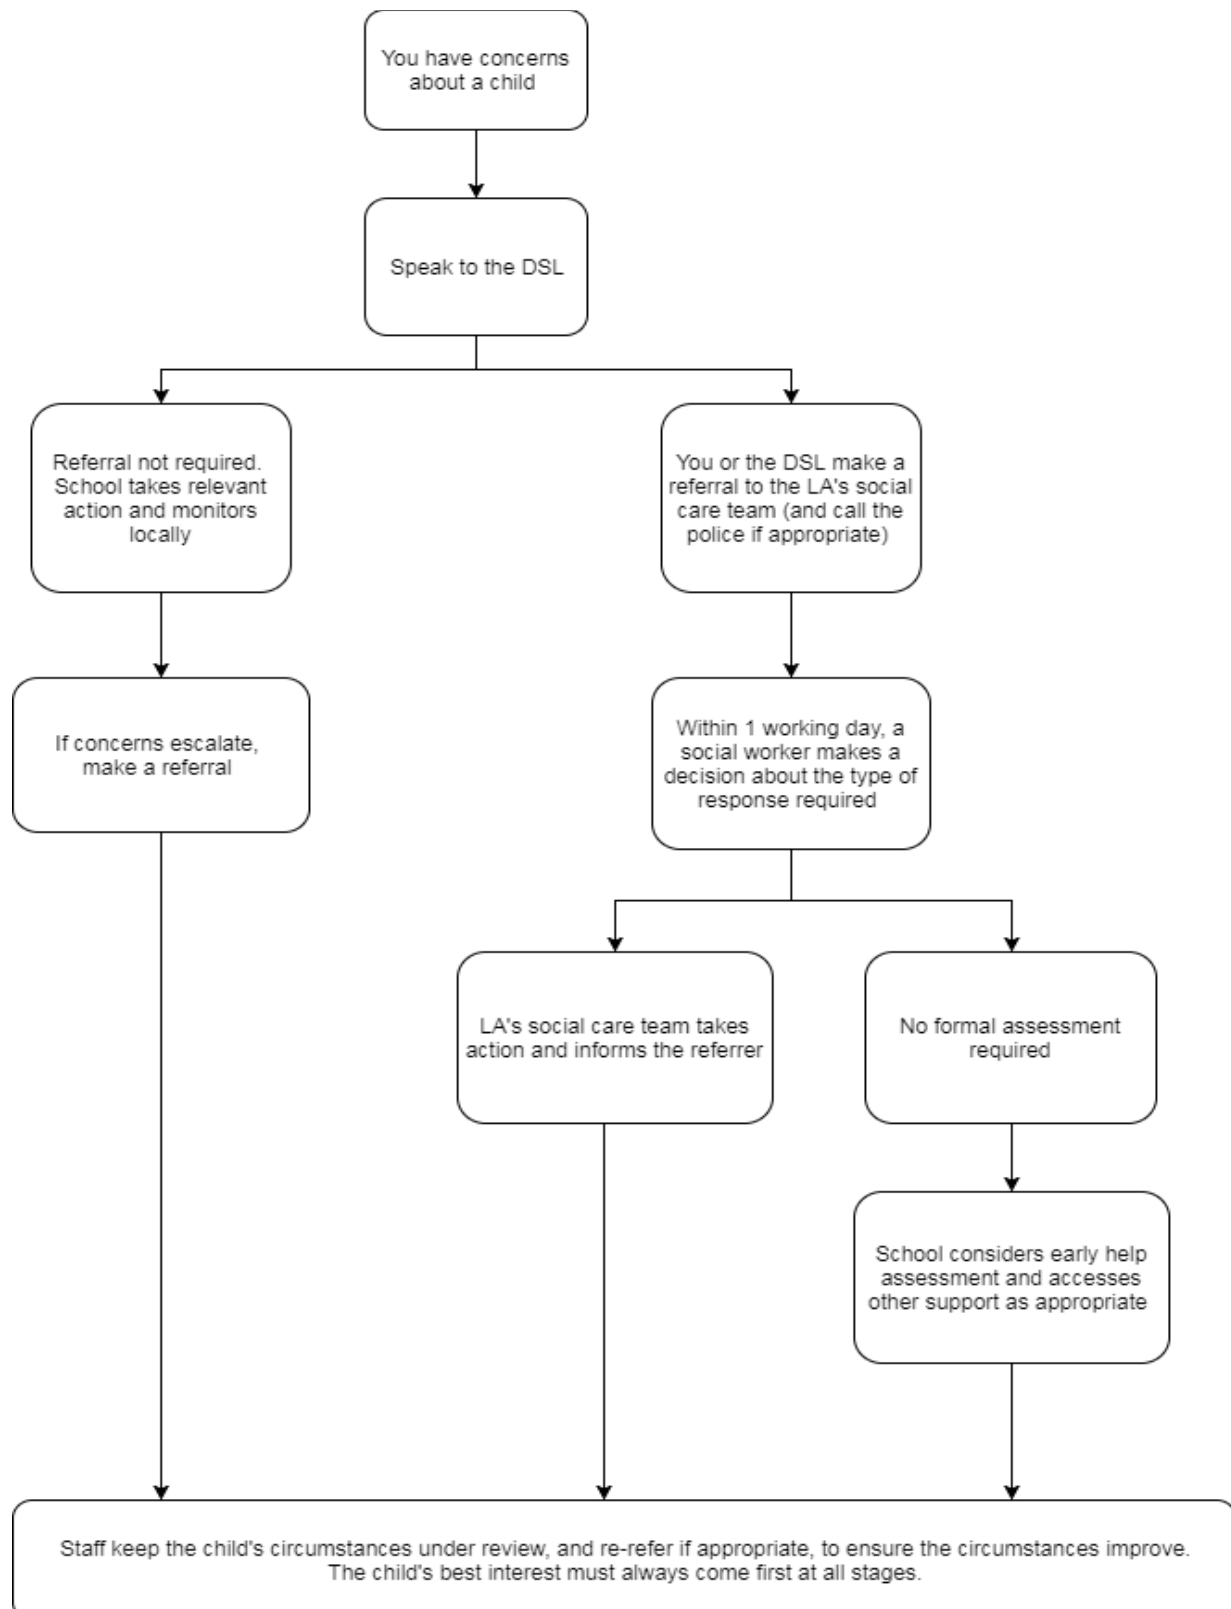 You have concerns
about a child
Speak to the DSL
Referral not required.
School takes relevant
action and monitors
locally
You or the DSL make a
referral to the LA's social
care team (and call the
police if appropriate)
If concerns escalate,
make a referral
Within 1 working day, a
social worker makes a
decision about the type of
response required
LA's social care team takes
action and informs the referrer
No formal assessment
required
School considers early help
assessment and accesses
other support as appropriate
Staff keep the child's circumstances under review, and re-refer if appropriate, to ensure the circumstances improve.
The child's best interest must always come first at all stages.